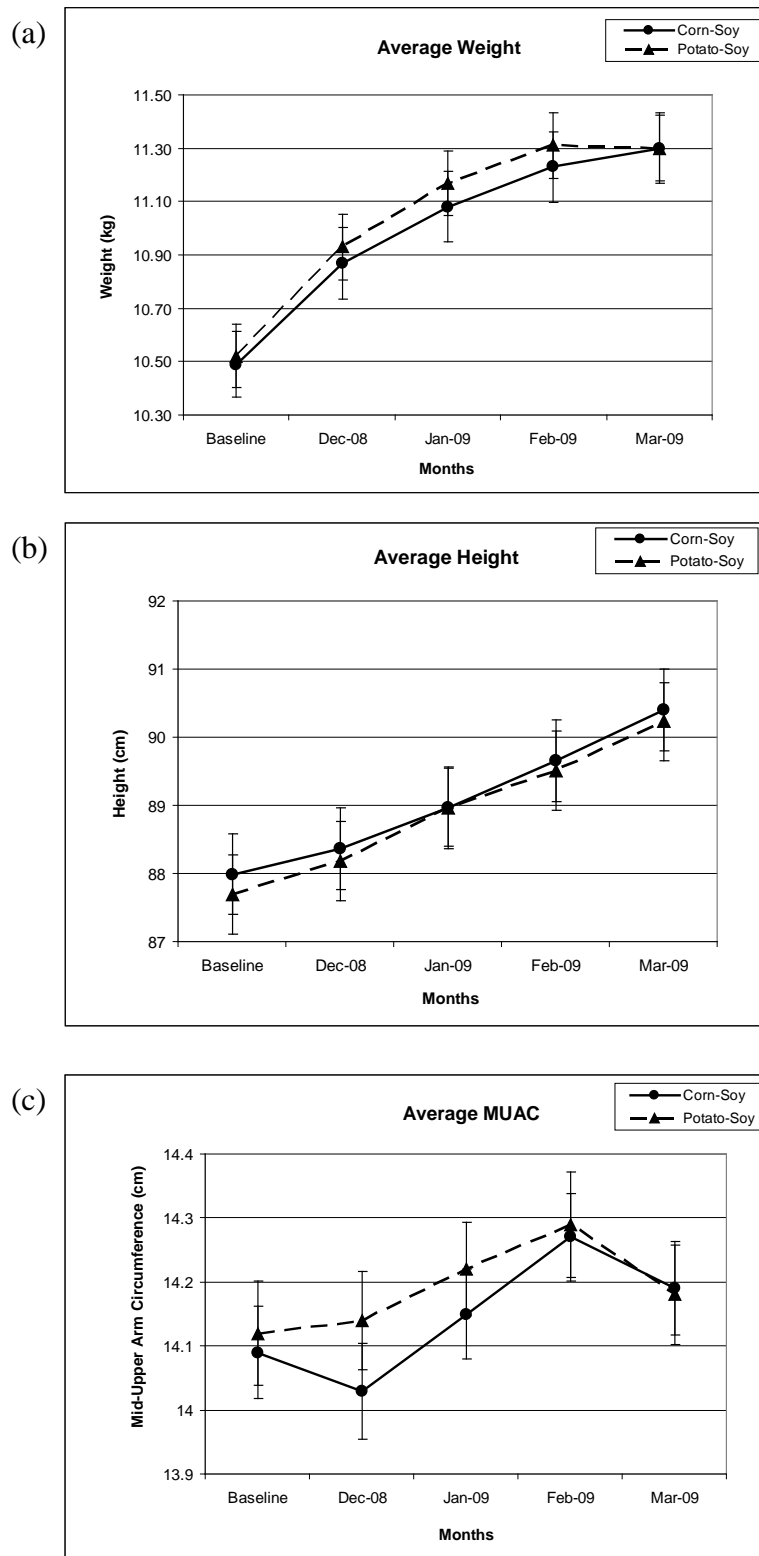 (a)
Average Weight
Corn-Soy
Potato-Soy
Weight (kg)
11.50
11.30
11.10
10.90
10.70
10.50
10.30
Baseline Dec-08 Jan-09 Feb-09 Mar-09
Months
(b)
Average Height
Corn-Soy
Potato-Soy
Height (cm)
92
91
90
89
88
87
Baseline Dec-08 Jan-09 Feb-09 Mar-09
Months
(c)
Average MUAC
Corn-Soy
Potato-Soy
Mid-Upper Arm Circumference (cm)
14.4
14.3
14.2
14.1
14
13.9
Baseline Dec-08 Jan-09 Feb-09 Mar-09
Months